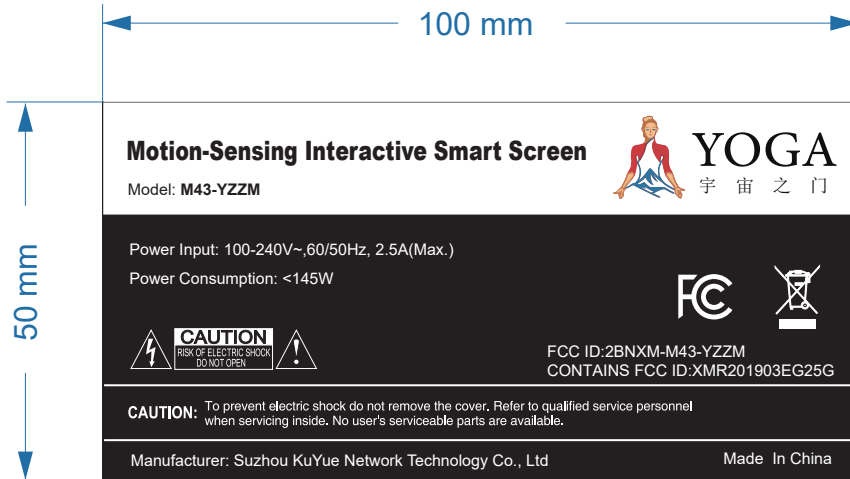 100 mm
50 mm
Motion-Sensing Interactive Smart Screen
Model: M43-YZZM
YOGA
宇宙之门
Power Input: 100-240V~,60/50Hz, 2.5A(Max.)
Power Consumption: <145W
FC
CAUTION
RISK OF ELECTRIC SHOCK
DO NOT OPEN
!
FCC ID:2BNXM-M43-YZZM
CONTAINS FCC ID:XMR201903EG25G
CAUTION: To prevent electric shock do not remove the cover. Refer to qualified service personnel
when servicing inside. No user's serviceable parts are available.
Manufacturer: Suzhou KuYue Network Technology Co., Ltd
Made In China